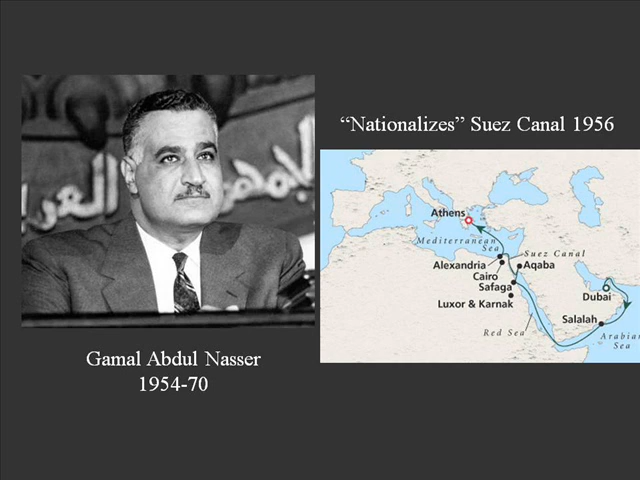 “Nationalizes” Suez Canal 1956
Athens
Mediterranean
Sea
Suez Canal
Alexandria
Aqaba
Cairo
Safaga
Luxor & Karnak
Dubai
Salalah
Red Sea
Arabian
Sea
Gamal Abdul Nasser
1954-70